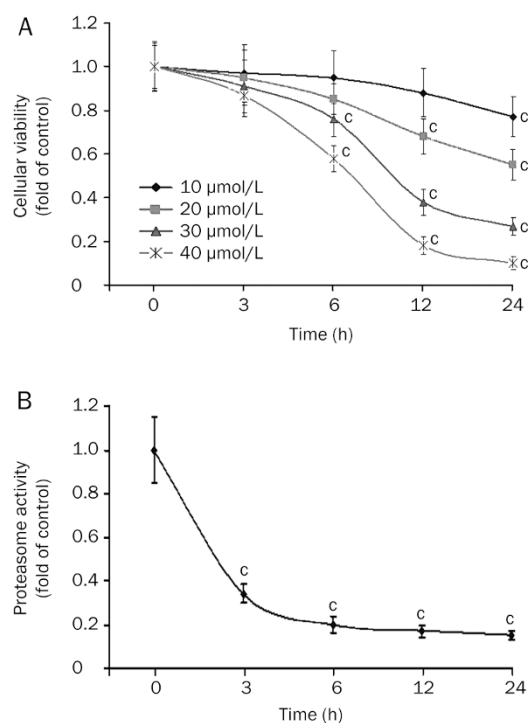 A
1.2
1.0
0.8
0.6
0.4
0.2
0
Cellular viability
(fold of control)
10 µmol/L
20 µmol/L
30 µmol/L
40 µmol/L
c
c
c
c
c
c
c
c
c
0 3 6 12 24
Time (h)
B
1.2
1.0
0.8
0.6
0.4
0.2
0
Proteasome activity
(fold of control)
c
c
c
c
0 3 6 12 24
Time (h)